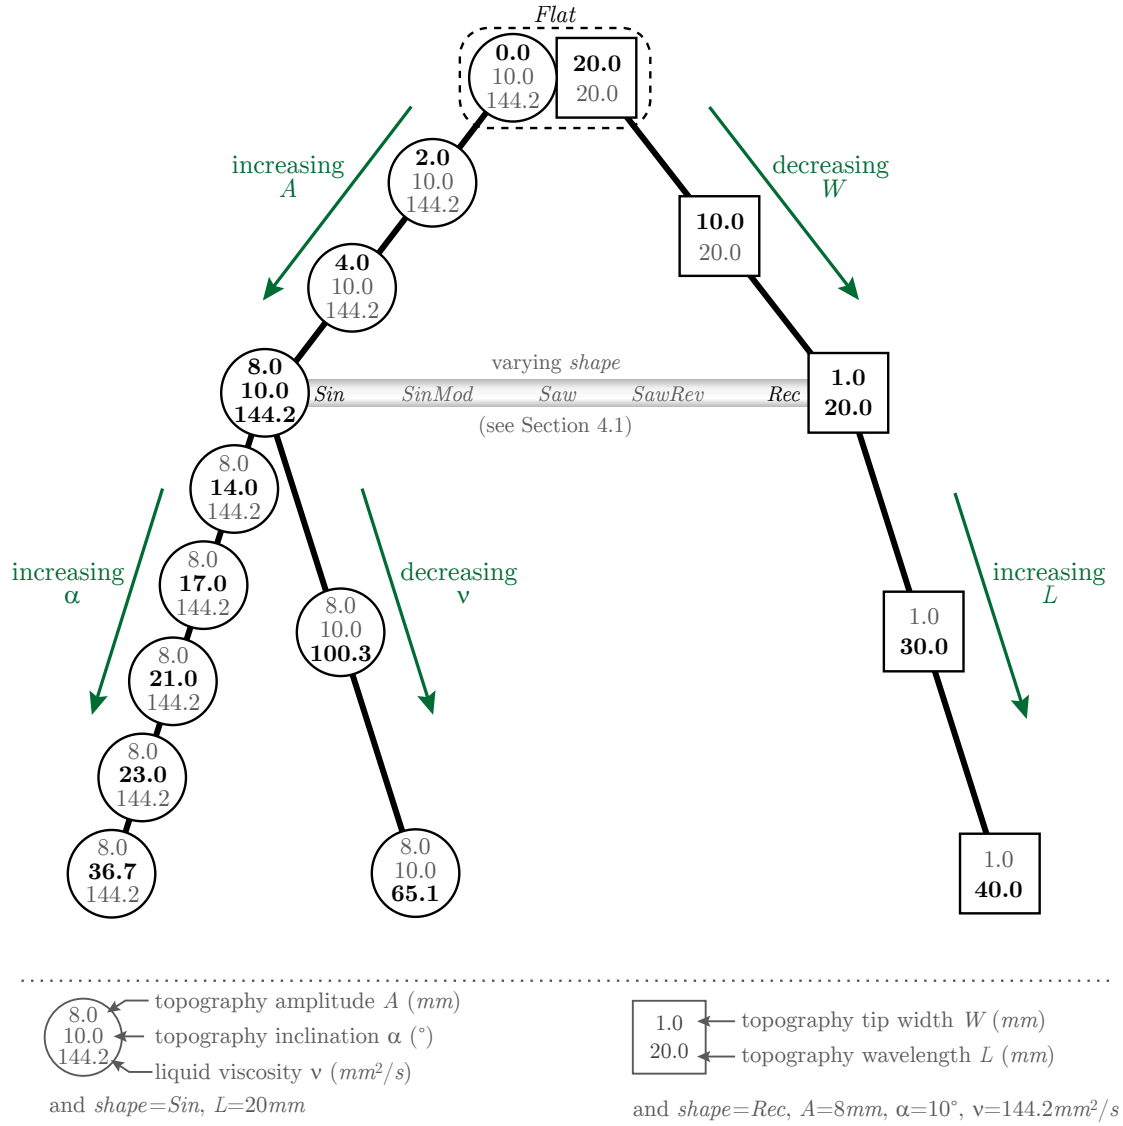 Flat
0.0
10.0
144.2
20.0
20.0
increasing
A
decreasing
W
2.0
10.0
144.2
10.0
20.0
4.0
10.0
144.2
8.0
10.0
144.2
varying shape
Sin SinMod Saw SawRev Rec
(see Section 4.1)
1.0
20.0
8.0
14.0
144.2
increasing
α
8.0
17.0
144.2
decreasing
ν
8.0
10.0
100.3
increasing
L
1.0
30.0
8.0
21.0
144.2
8.0
23.0
144.2
8.0
36.7
144.2
8.0
10.0
65.1
1.0
40.0
8.0
10.0
144.2
topography amplitude A (mm)
topography inclination α (°)
liquid viscosity ν (mm²/s)
and shape=Sin, L=20mm
1.0
20.0
topography tip width W (mm)
topography wavelength L (mm)
and shape=Rec, A=8mm, α=10°, ν=144.2mm²/s